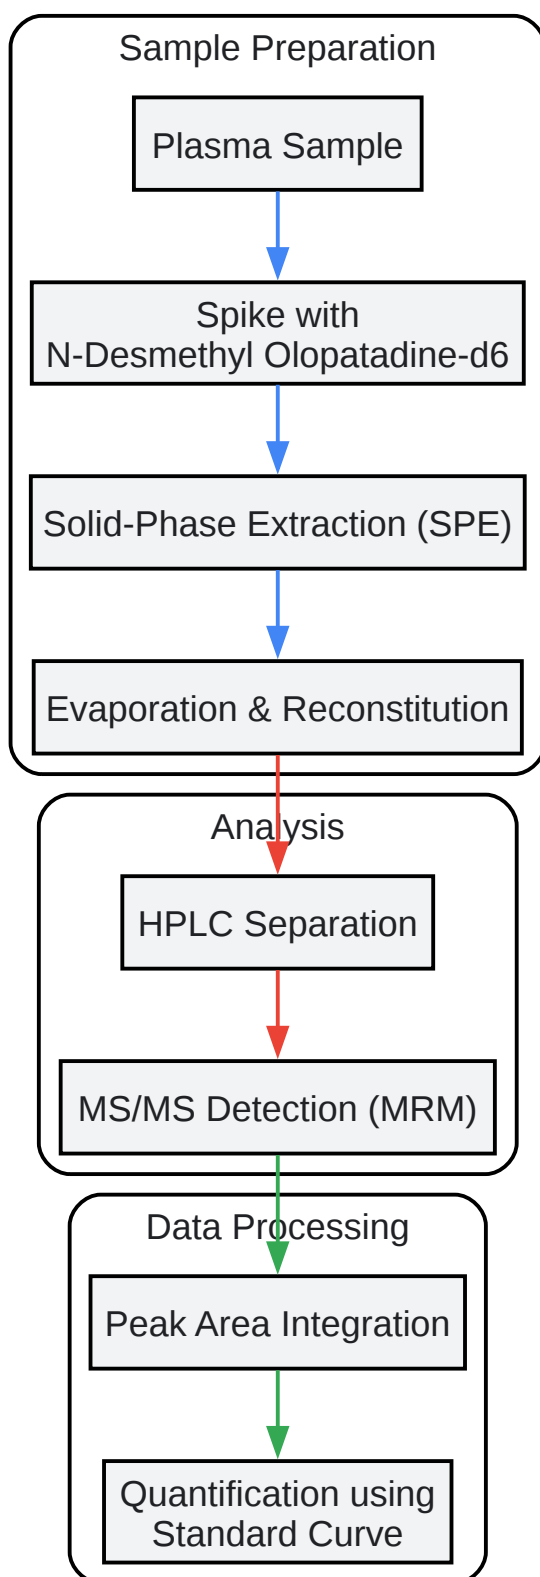 Sample Preparation
Plasma Sample
Spike with
N-Desmethyl Olopatadine-d6
Solid-Phase Extraction (SPE)
Evaporation & Reconstitution
Analysis
HPLC Separation
MS/MS Detection (MRM)
Data Processing
Peak Area Integration
Quantification using
Standard Curve